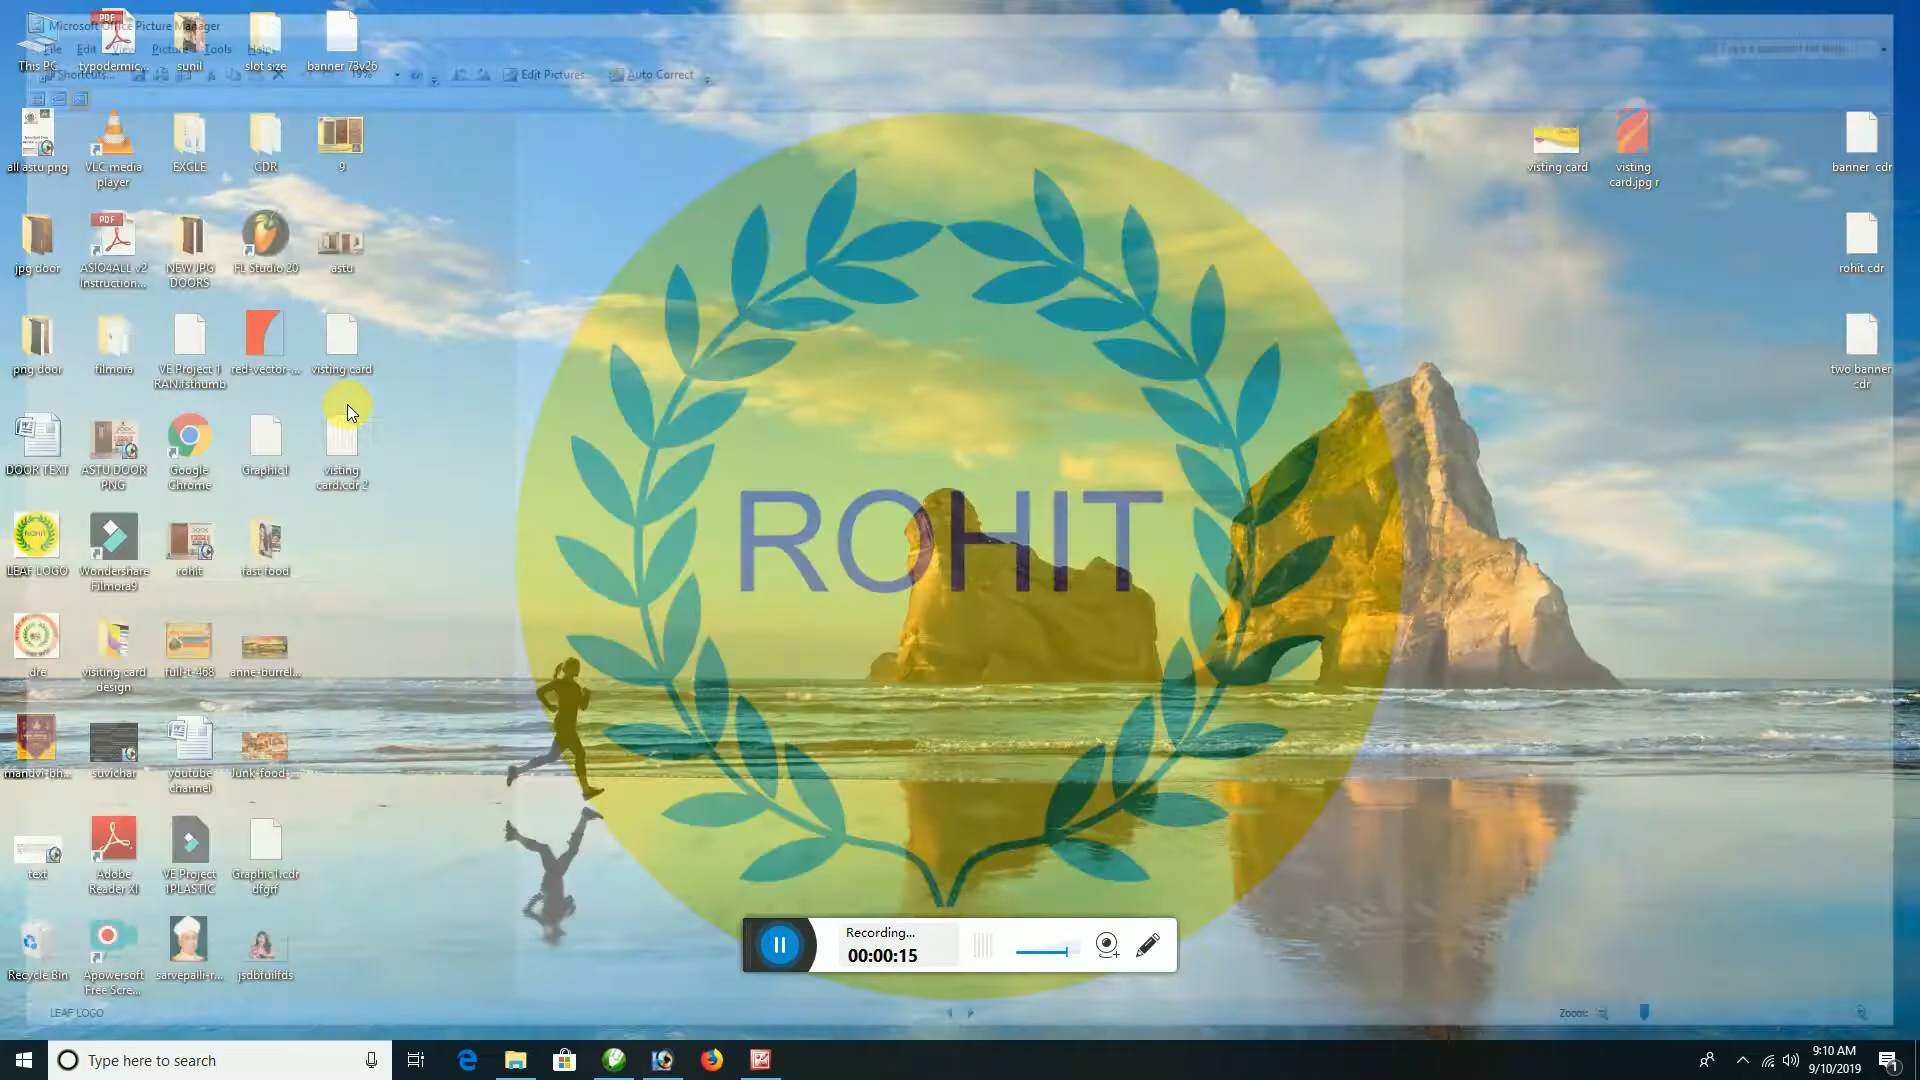 Microsoft Office Picture Manager
File Edit View Picture Tools Help
Shortcuts... 19% Edit Pictures... Auto Correct
This PC
typodermic...
sunil
slot size
banner 73v26
all astu png
VLC media
player
EXCLE
CDR
9
visting card
visting
card.jpg r
banner cdr
jpg door
ASIO4ALL v2
Instruction...
NEW JPG
DOORS
FL Studio 20
astu
rohit cdr
png door
filmora
VE Project 1
RAN.fsthumb
red-vector-...
visting card
two banner
cdr
DOOR TEXT
ASTU DOOR
PNG
Google
Chrome
Graphic1
visting
card.cdr 2
ROHIT
LEAF LOGO
Wondershare
Filmora9
rohit
fast food
dre
visiting card
design
full-t-468
anne-burrel...
mandvi-bh...
suvichar
youtube
channel
Junk-food-...
text
Adobe
Reader XI
VE Project
1PLASTIC
Graphic1.cdr
dfgrf
Recycle Bin
Apowersoft
Free Scre...
sarvepalli-r...
jsdbfuilfds
Recording...
00:00:15
LEAF LOGO
Zoom:
Type here to search
9:10 AM
9/10/2019
1